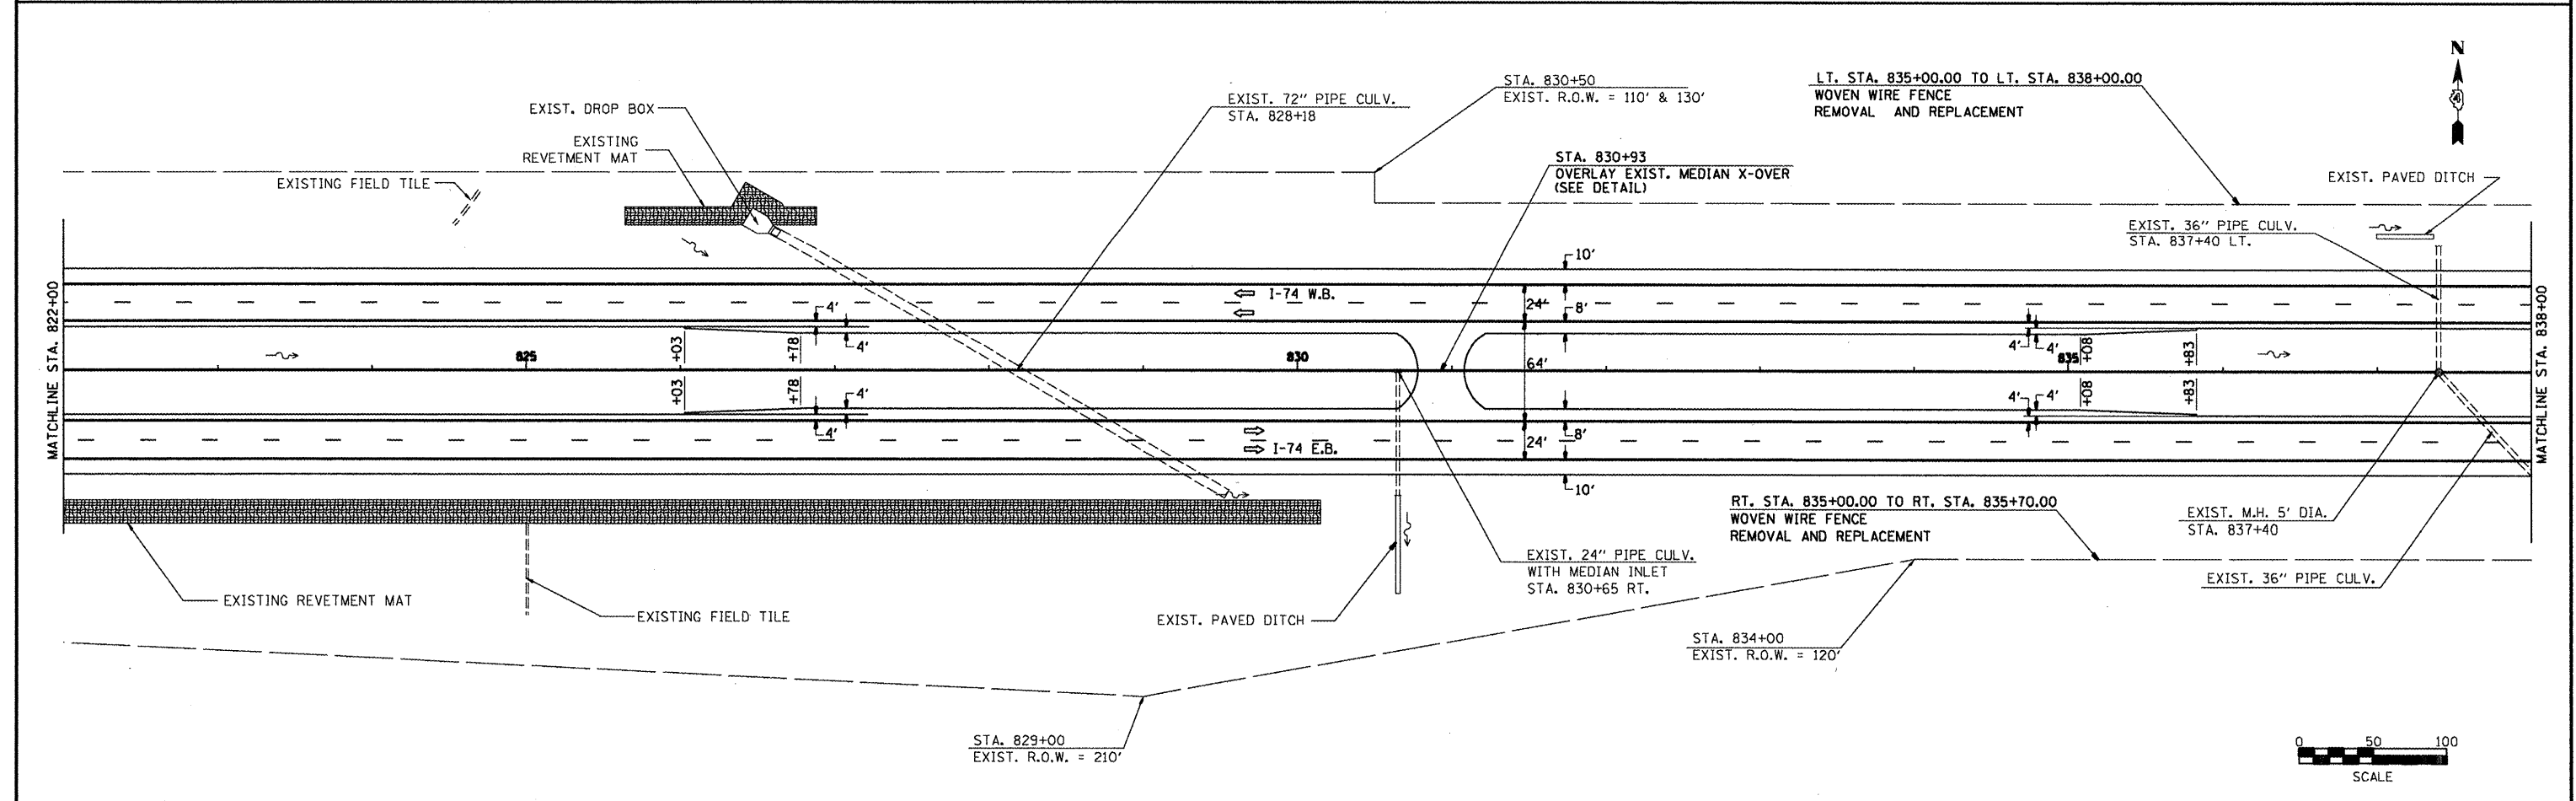 N
STA. 830+50
EXIST. R.O.W. = 110' & 130'
LT. STA. 835+00.00 TO LT. STA. 838+00.00
WOVEN WIRE FENCE
REMOVAL AND REPLACEMENT
EXIST. 72" PIPE CULV.
STA. 828+18
EXIST. DROP BOX
EXISTING
REVETMENT MAT
STA. 830+93
OVERLAY EXIST. MEDIAN X-OVER
(SEE DETAIL)
EXISTING FIELD TILE
EXIST. PAVED DITCH
EXIST. 36" PIPE CULV.
STA. 837+40 LT.
10'
I-74 W.B.
24'
8'
4'
4'
4'
4'
MATCHLINE STA. 822+00
825
+03
+78
830
64'
835
+08
+83
MATCHLINE STA. 838+00
+03
+78
+08
+83
4'
4'
4'
4'
8'
24'
I-74 E.B.
10'
RT. STA. 835+00.00 TO RT. STA. 835+70.00
WOVEN WIRE FENCE
REMOVAL AND REPLACEMENT
EXIST. M.H. 5' DIA.
STA. 837+40
EXIST. 24" PIPE CULV.
WITH MEDIAN INLET
STA. 830+65 RT.
EXIST. 36" PIPE CULV.
EXISTING REVETMENT MAT
EXISTING FIELD TILE
EXIST. PAVED DITCH
STA. 834+00
EXIST. R.O.W. = 120'
STA. 829+00
EXIST. R.O.W. = 210'
0 50 100
SCALE